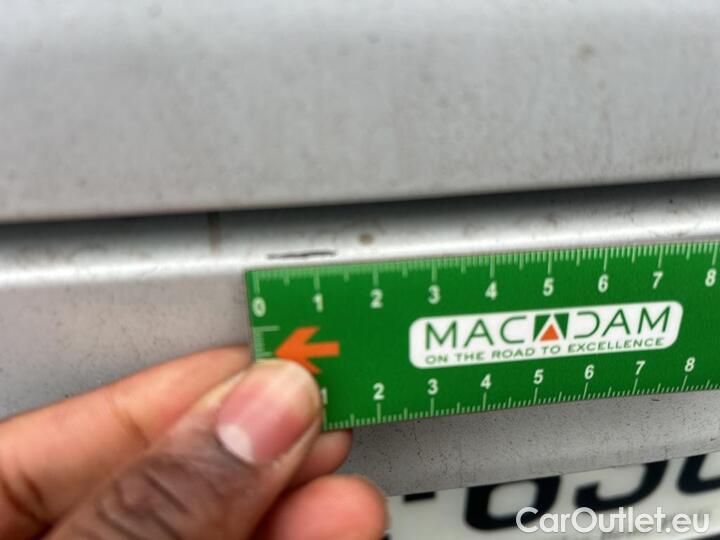 0 1 2 3 4 5 6 7 8
MACADAM
ON THE ROAD TO EXCELLENCE
1 2 3 4 5 6 7 8
CarOutlet.eu